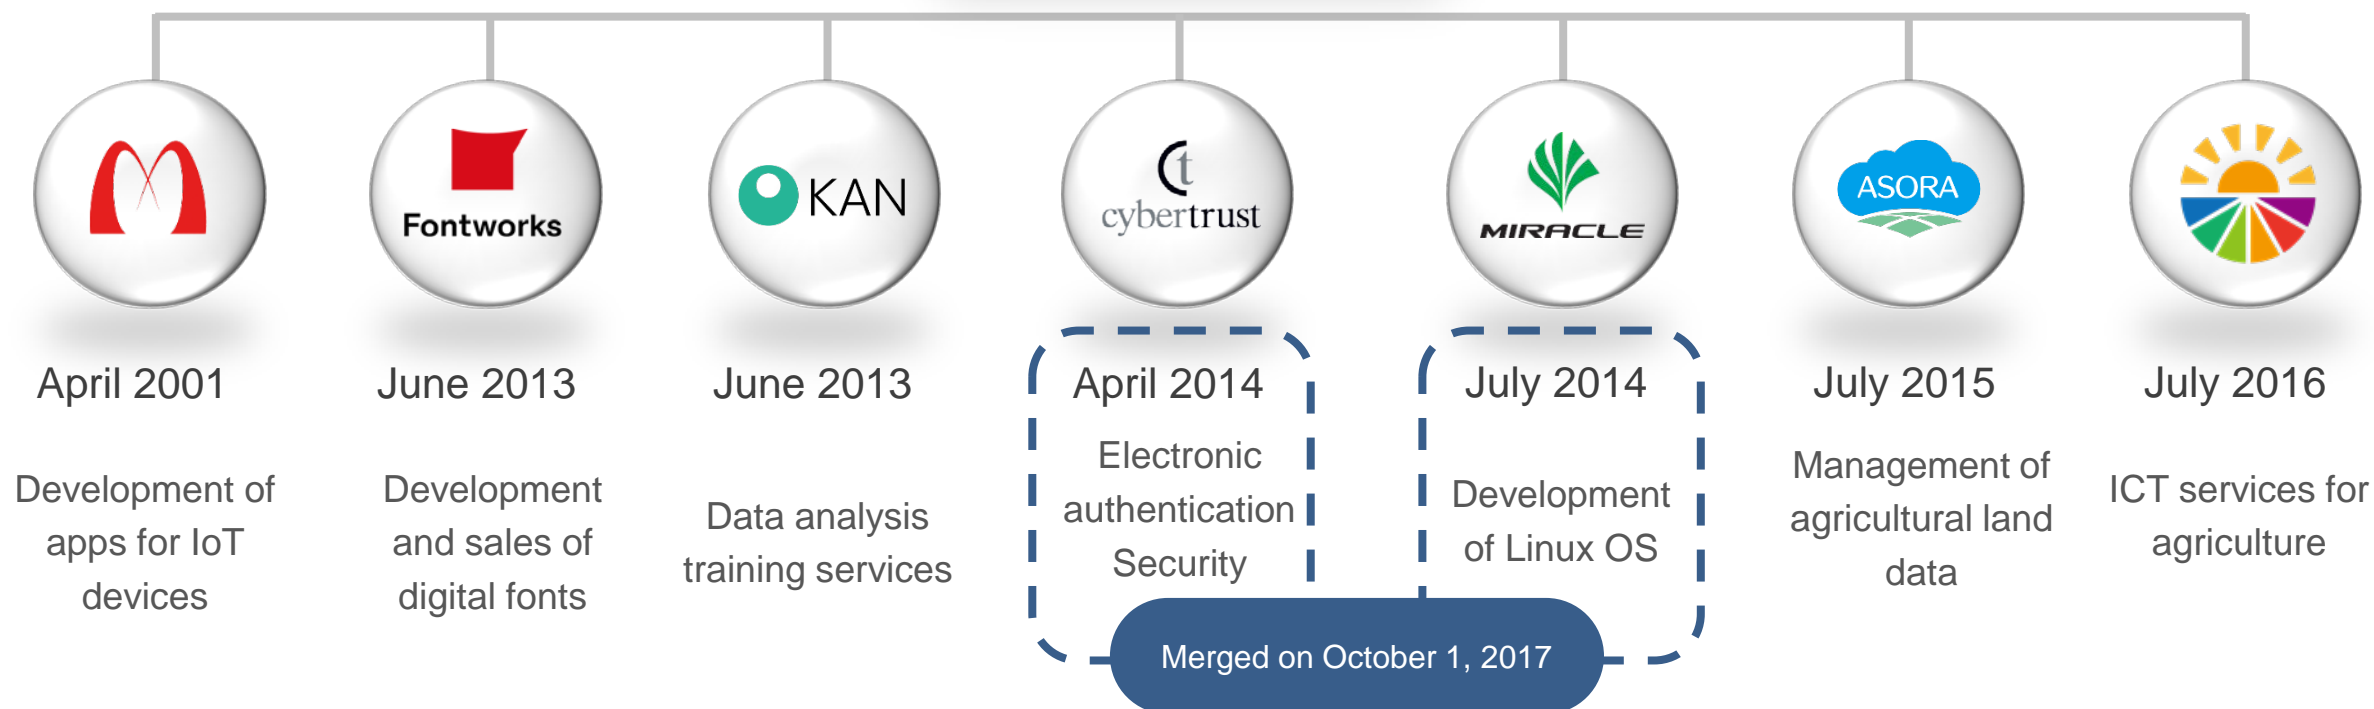 Fontworks
KAN
Ct
cybertrust
MIRACLE
ASORA
April 2001
June 2013
June 2013
April 2014
July 2014
July 2015
July 2016
Development of
apps for IoT
devices
Development
and sales of
digital fonts
Data analysis
training services
Electronic
authentication
Security
Development
of Linux OS
Management of
agricultural land
data
ICT services for
agriculture
Merged on October 1, 2017